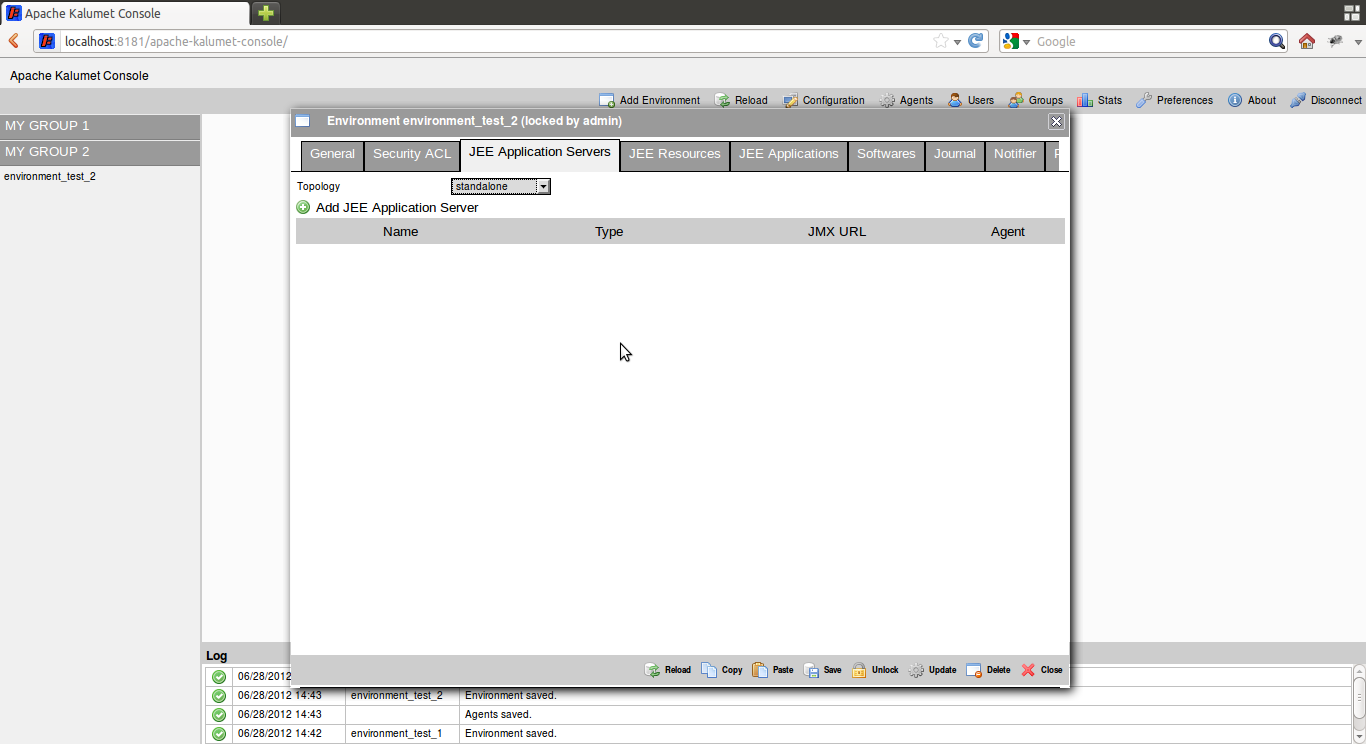 Apache Kalumet Console
localhost:8181/apache-kalumet-console/
Google
Apache Kalumet Console
Add Environment Reload Configuration Agents Users Groups Stats Preferences About Disconnect
MY GROUP 1
MY GROUP 2
environment_test_2
Environment environment_test_2 (locked by admin)
General Security ACL JEE Application Servers JEE Resources JEE Applications Softwares Journal Notifier
Topology standalone
Add JEE Application Server
Name Type JMX URL Agent
Reload Copy Paste Save Unlock Update Delete Close
Log
06/28/2012
06/28/2012 14:43 environment_test_2 Environment saved.
06/28/2012 14:43 Agents saved.
06/28/2012 14:42 environment_test_1 Environment saved.